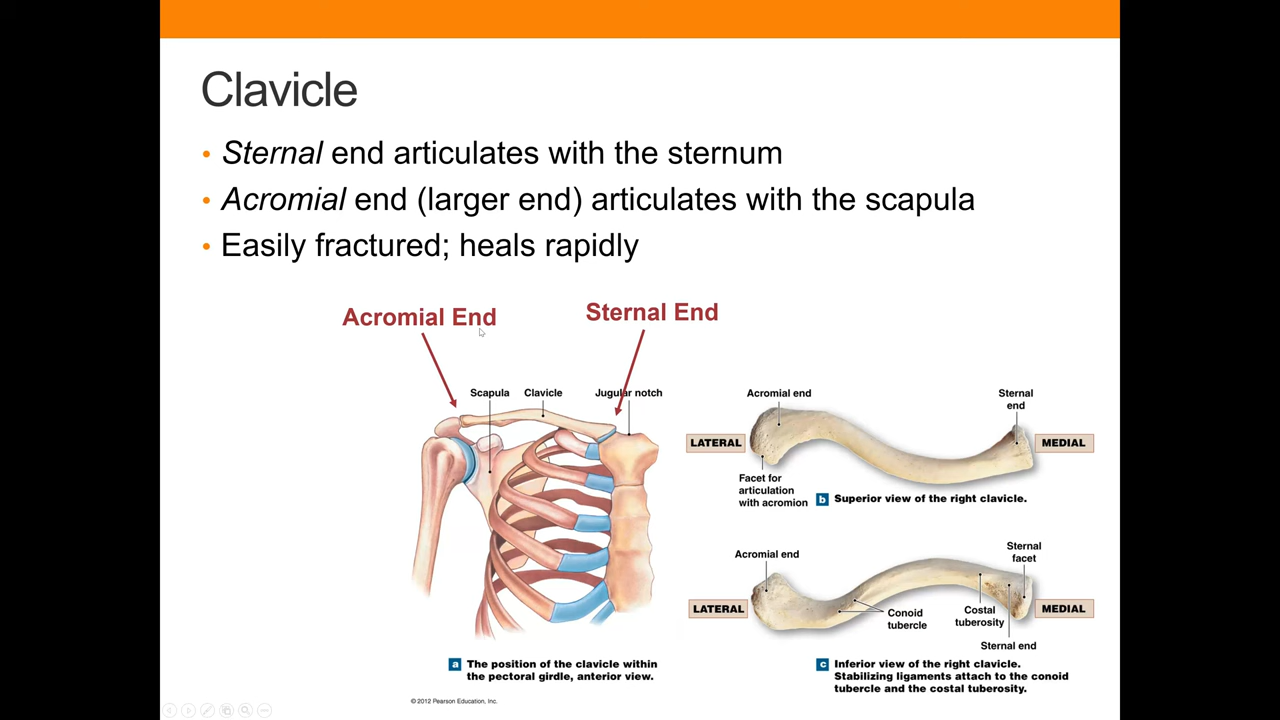 Clavicle
• Sternal end articulates with the sternum
• Acromial end (larger end) articulates with the scapula
• Easily fractured; heals rapidly
Acromial End
Sternal End
Scapula
Clavicle
Jugular notch
a The position of the clavicle within
the pectoral girdle, anterior view.
© 2012 Pearson Education, Inc.
Acromial end
Sternal
end
LATERAL
MEDIAL
Facet for
articulation
with acromion
b Superior view of the right clavicle.
Acromial end
Sternal
facet
LATERAL
MEDIAL
Conoid
tubercle
Costal
tuberosity
Sternal end
c Inferior view of the right clavicle.
Stabilizing ligaments attach to the conoid
tubercle and the costal tuberosity.